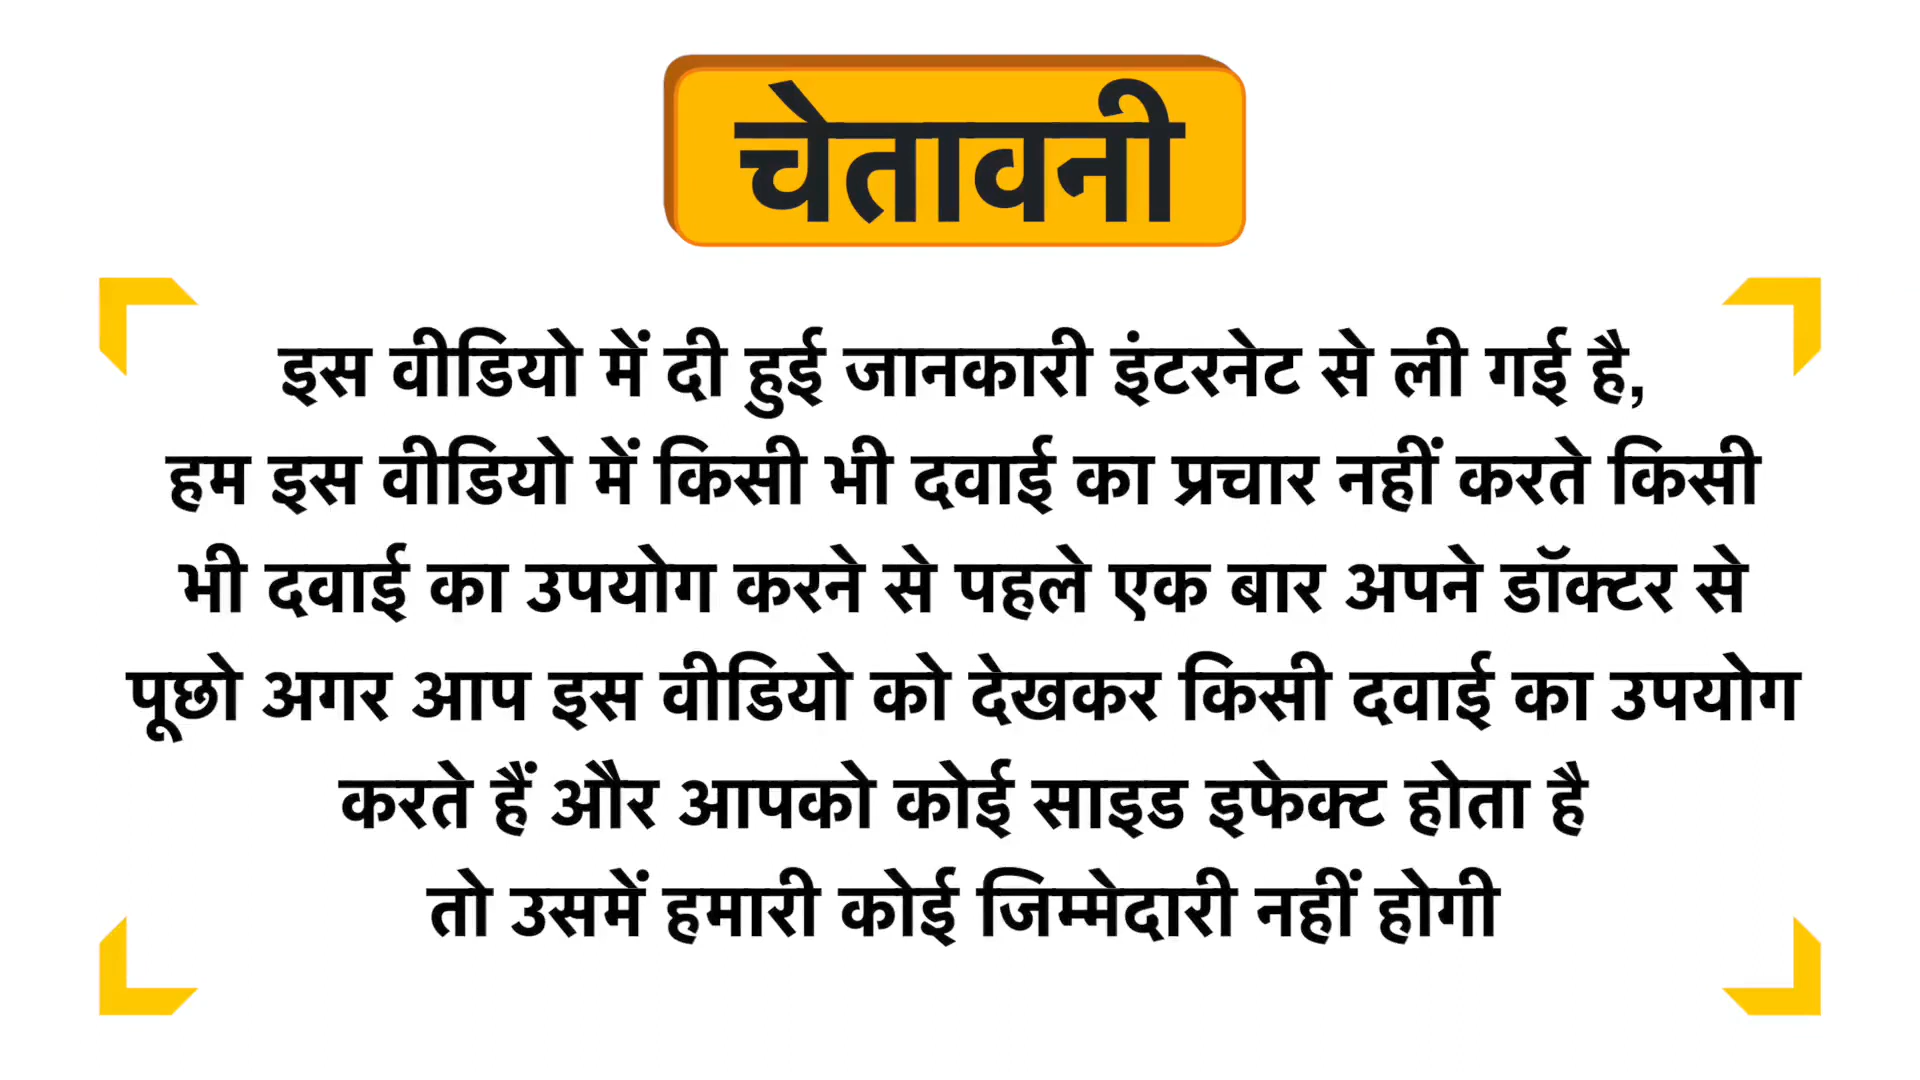 चेतावनी
इस वीडियो में दी हुई जानकारी इंटरनेट से ली गई है,
हम इस वीडियो में किसी भी दवाई का प्रचार नहीं करते किसी
भी दवाई का उपयोग करने से पहले एक बार अपने डॉक्टर से
पूछो अगर आप इस वीडियो को देखकर किसी दवाई का उपयोग
करते हैं और आपको कोई साइड इफेक्ट होता है
तो उसमें हमारी कोई जिम्मेदारी नहीं होगी